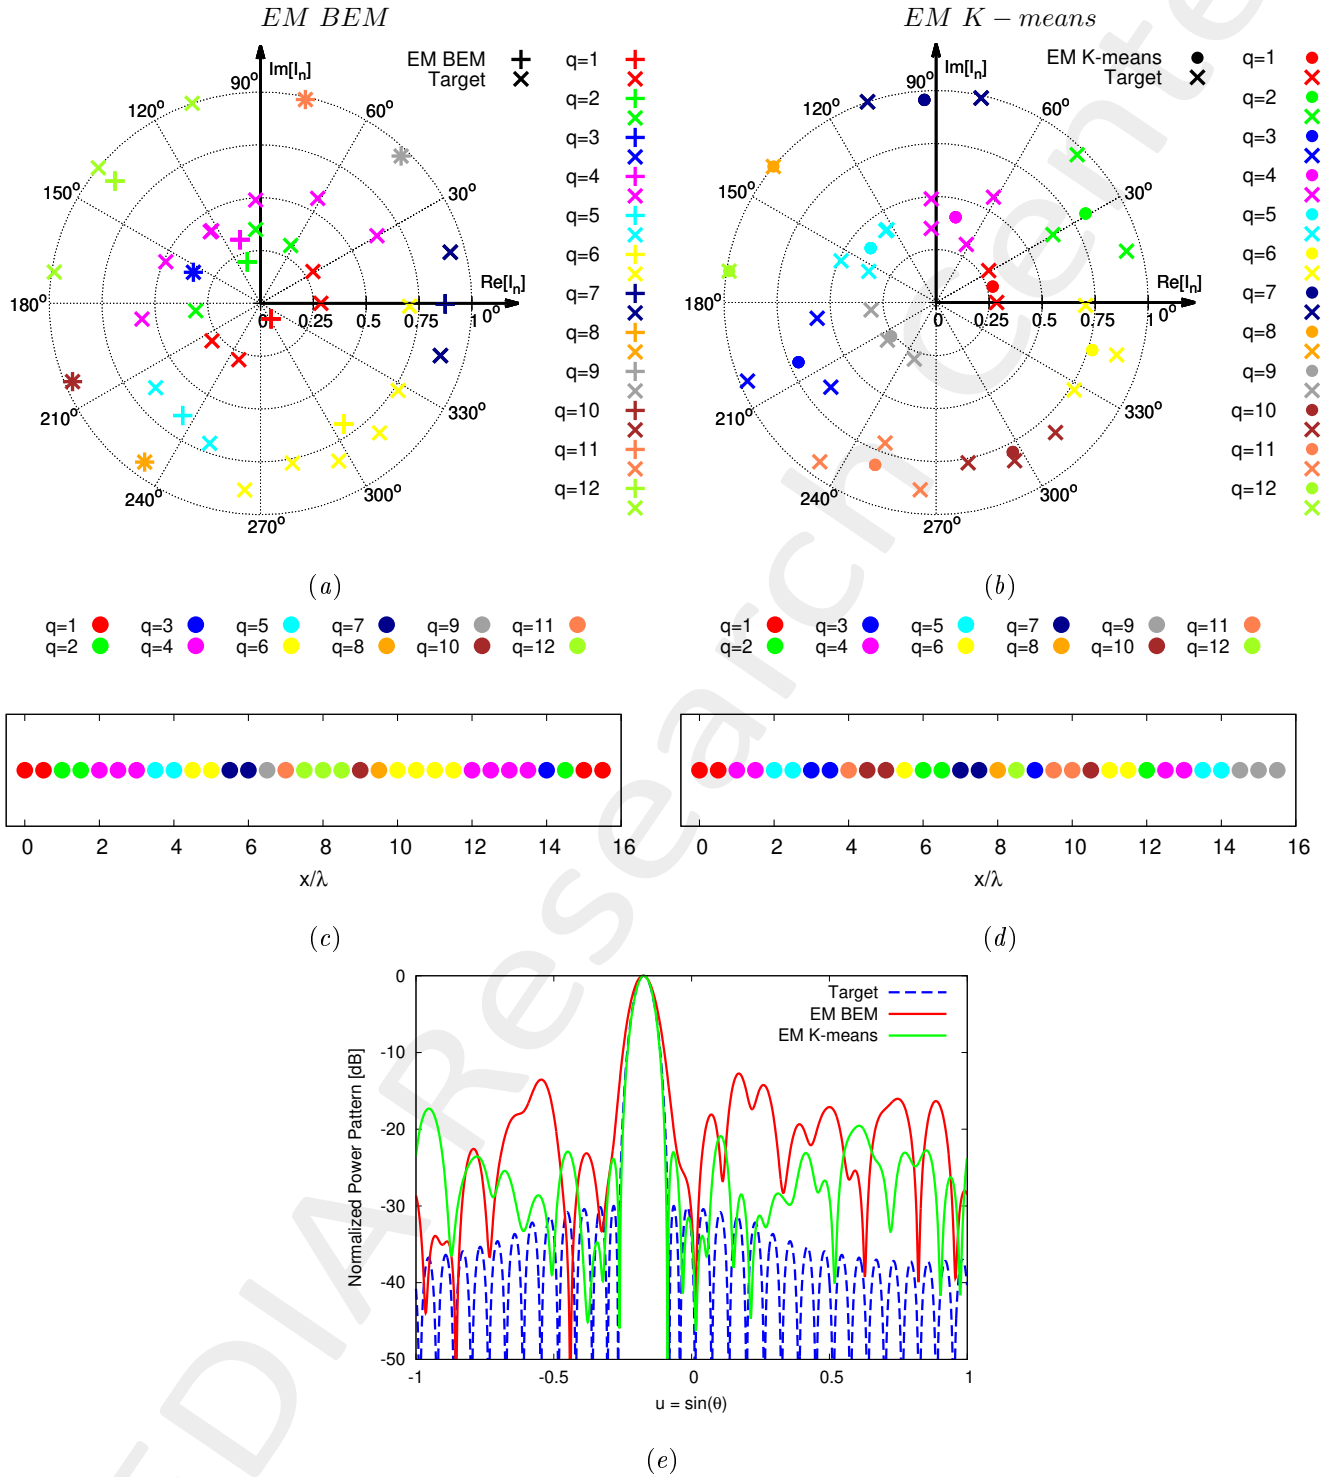 EM BEM
EM K − means
EM BEM
Target
q=1
q=2
q=3
q=4
q=5
q=6
q=7
q=8
q=9
q=10
q=11
q=12
Im[Iₙ]
Re[Iₙ]
90°
60°
30°
0°
330°
300°
270°
240°
210°
180°
150°
120°
0 0.25 0.5 0.75 1
(a)
EM K-means
Target
q=1
q=2
q=3
q=4
q=5
q=6
q=7
q=8
q=9
q=10
q=11
q=12
Im[Iₙ]
Re[Iₙ]
90°
60°
30°
0°
330°
300°
270°
240°
210°
180°
150°
120°
0 0.25 0.5 0.75 1
(b)
q=1 q=3 q=5 q=7 q=9 q=11
q=2 q=4 q=6 q=8 q=10 q=12
0 2 4 6 8 10 12 14 16
x/λ
(c)
q=1 q=3 q=5 q=7 q=9 q=11
q=2 q=4 q=6 q=8 q=10 q=12
0 2 4 6 8 10 12 14 16
x/λ
(d)
Target
EM BEM
EM K-means
Normalized Power Pattern [dB]
0
-10
-20
-30
-40
-50
-1 -0.5 0 0.5 1
u = sin(θ)
(e)
EDIA Research Cente